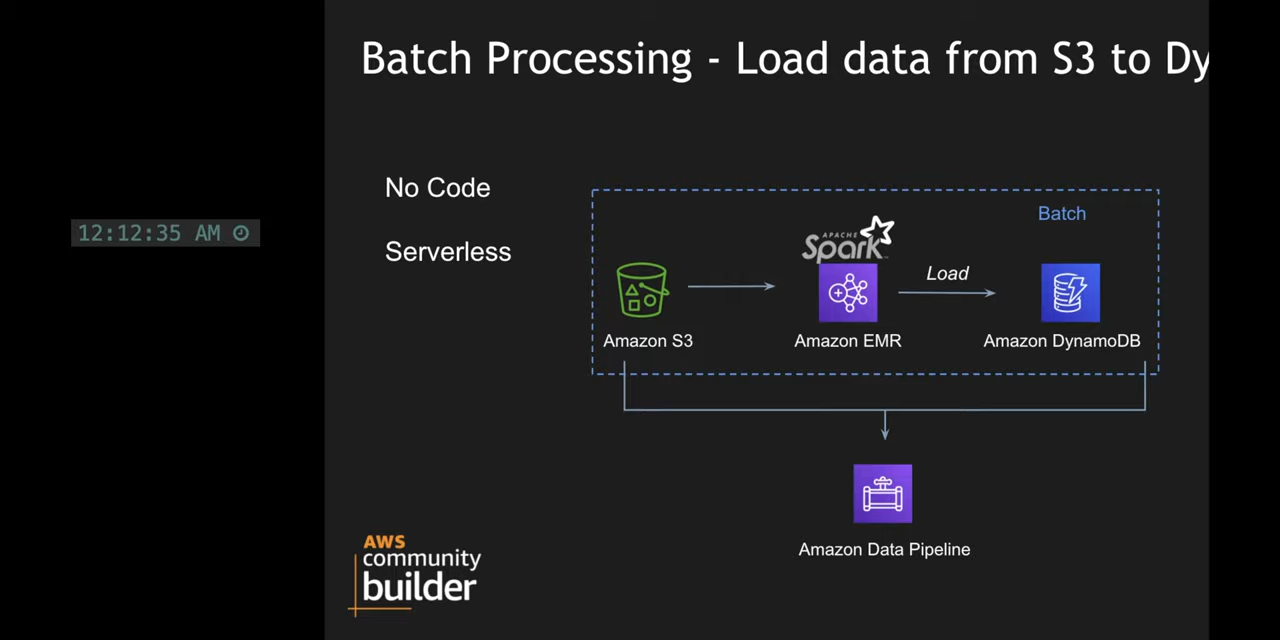 Batch Processing - Load data from S3 to Dy
12:12:35 AM
No Code
Serverless
Batch
APACHE
Spark
Load
Amazon S3
Amazon EMR
Amazon DynamoDB
Amazon Data Pipeline
AWS
community
builder